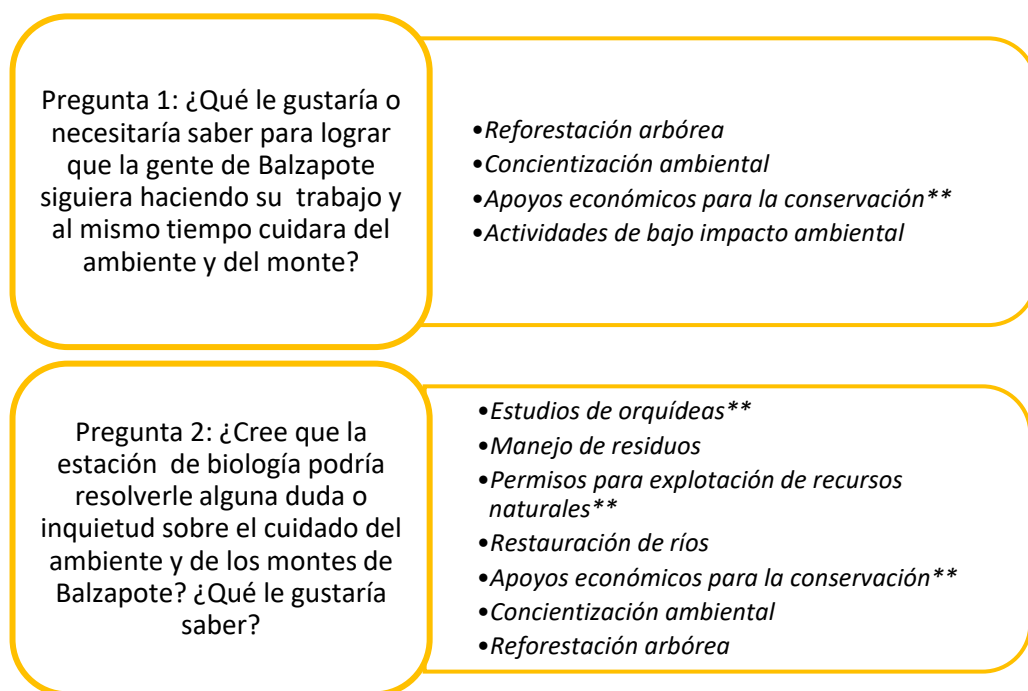 Pregunta 1: ¿Qué le gustaría o
necesitaría saber para lograr
que la gente de Balzapote
siguiera haciendo su trabajo y
al mismo tiempo cuidara del
ambiente y del monte?
•Reforestación arbórea
•Concientización ambiental
•Apoyos económicos para la conservación**
•Actividades de bajo impacto ambiental
Pregunta 2: ¿Cree que la
estación de biología podría
resolverle alguna duda o
inquietud sobre el cuidado del
ambiente y de los montes de
Balzapote? ¿Qué le gustaría
saber?
•Estudios de orquídeas**
•Manejo de residuos
•Permisos para explotación de recursos
naturales**
•Restauración de ríos
•Apoyos económicos para la conservación**
•Concientización ambiental
•Reforestación arbórea